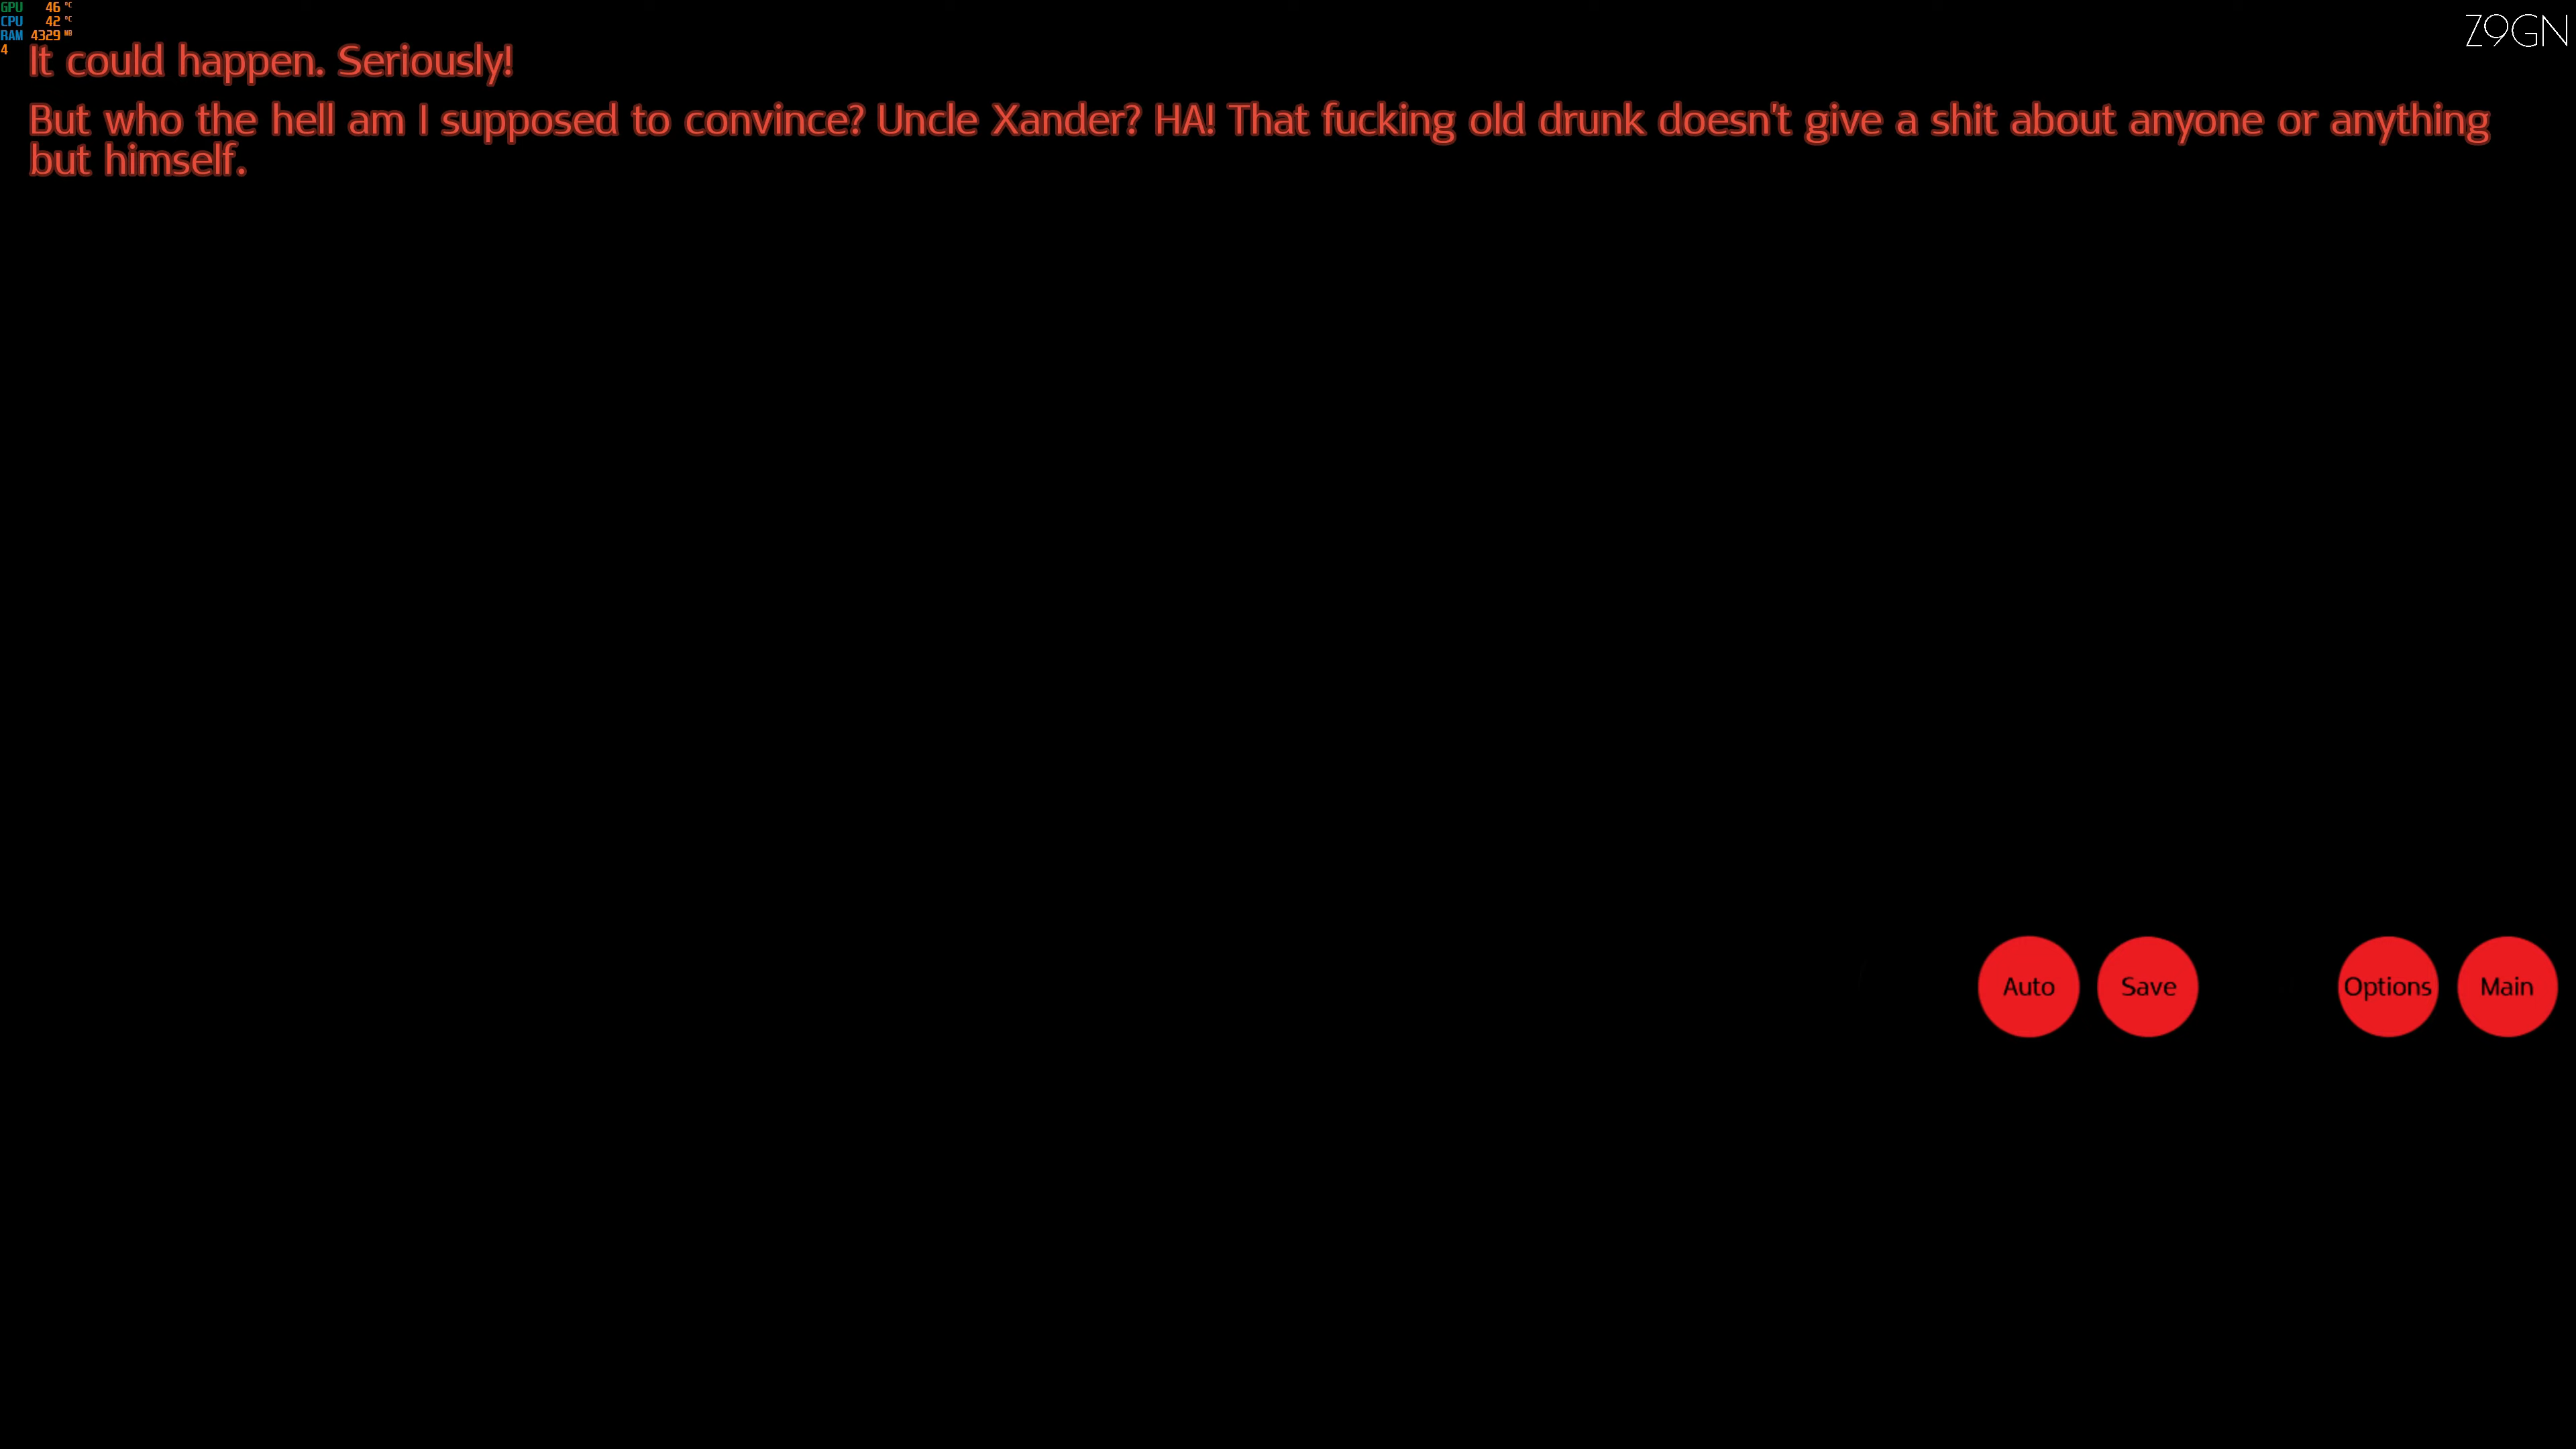 GPU 46 °C
CPU 42 °C
RAM 4329 MB
4
Z9GN
It could happen. Seriously!
But who the hell am I supposed to convince? Uncle Xander? HA! That fucking old drunk doesn't give a shit about anyone or anything
but himself.
Auto Save Options Main